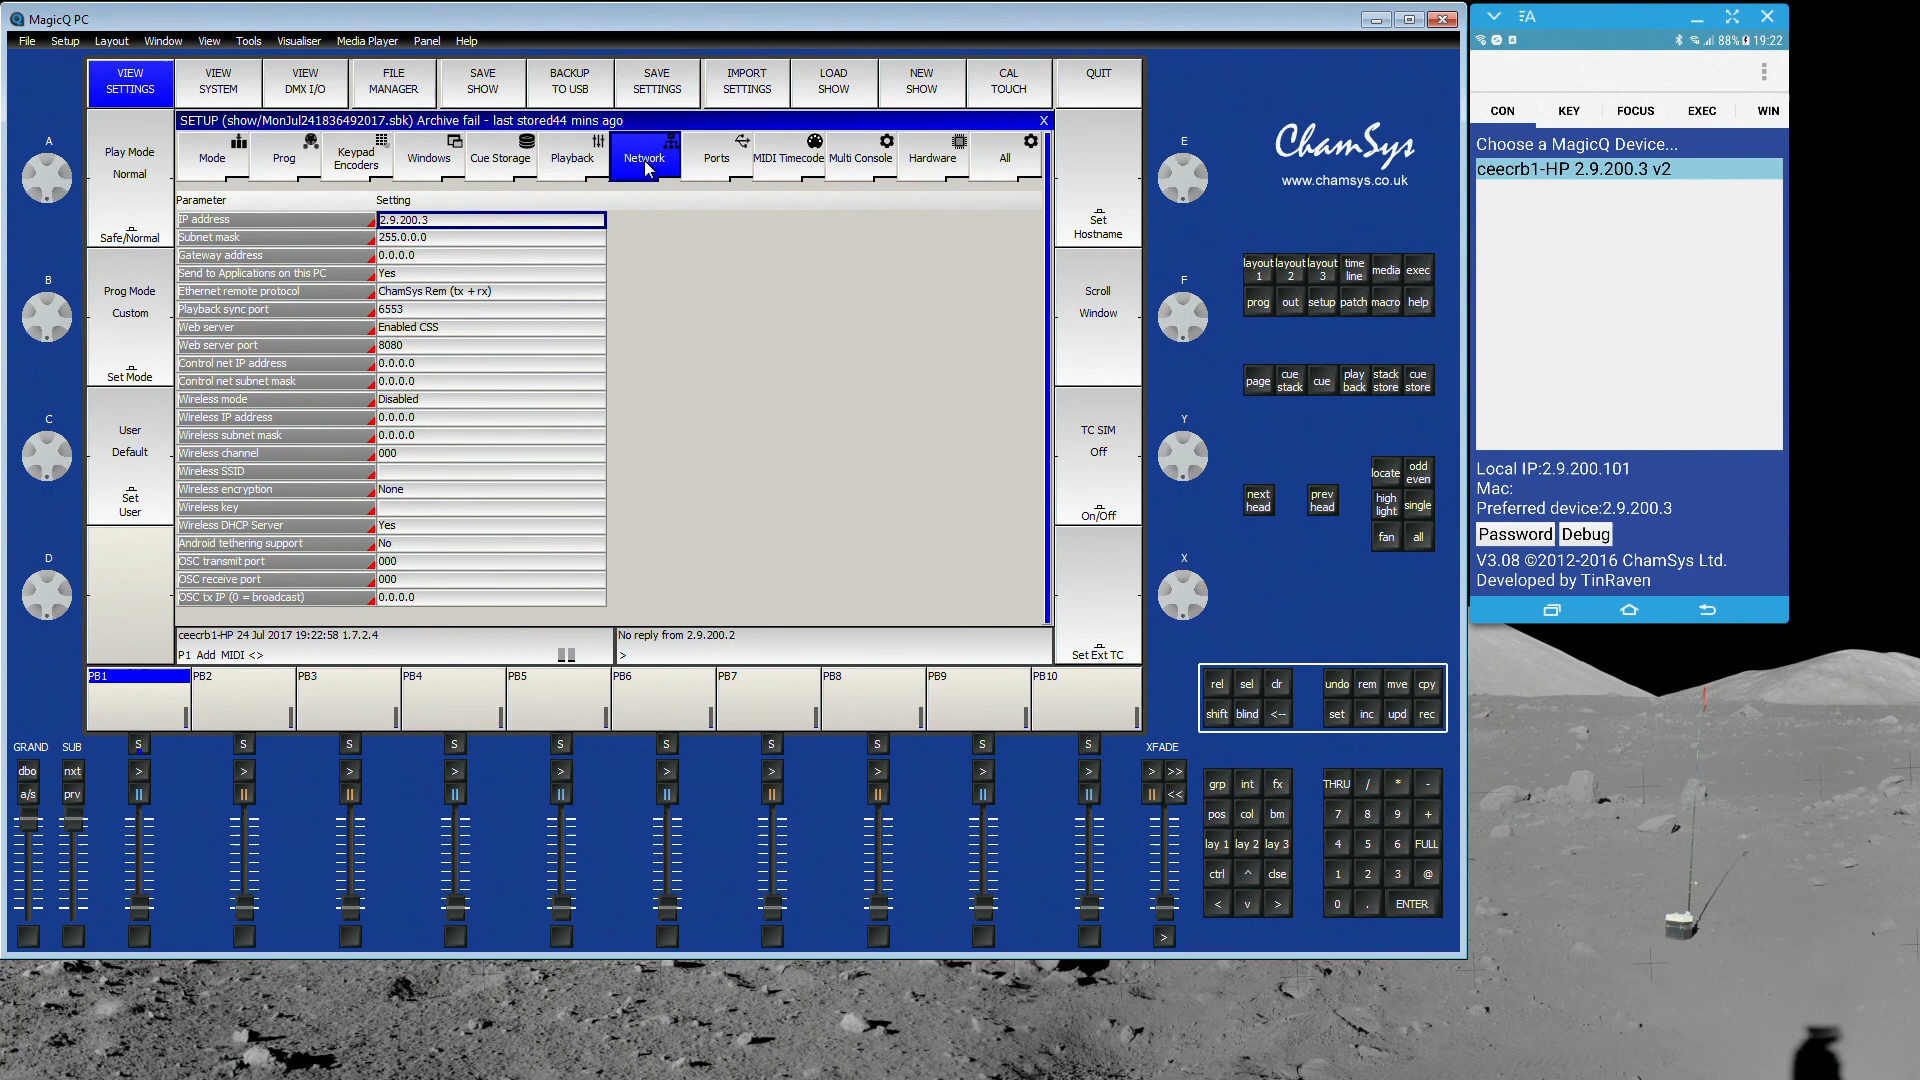 MagicQ PC
File Setup Layout Window View Tools Visualiser Media Player Panel Help
VIEW SETTINGS
VIEW SYSTEM
VIEW DMX I/O
FILE MANAGER
SAVE SHOW
BACKUP TO USB
SAVE SETTINGS
IMPORT SETTINGS
LOAD SHOW
NEW SHOW
CAL TOUCH
QUIT
SETUP (show/MonJul241836492017.sbk) Archive fail - last stored44 mins ago X
Mode Prog Keypad Encoders Windows Cue Storage Playback Network Ports MIDI Timecode Multi Console Hardware All
Parameter Setting
IP address 2.9.200.3
Subnet mask 255.0.0.0
Gateway address 0.0.0.0
Send to Applications on this PC Yes
Ethernet remote protocol ChamSys Rem (tx + rx)
Playback sync port 6553
Web server Enabled CSS
Web server port 8080
Control net IP address 0.0.0.0
Control net subnet mask 0.0.0.0
Wireless mode Disabled
Wireless IP address 0.0.0.0
Wireless subnet mask 0.0.0.0
Wireless channel 000
Wireless SSID
Wireless encryption None
Wireless key
Wireless DHCP Server Yes
Android tethering support No
OSC transmit port 000
OSC receive port 000
OSC tx IP (0 = broadcast) 0.0.0.0
ceecrb1-HP 24 Jul 2017 19:22:58 1.7.2.4
P1 Add MIDI <>
No reply from 2.9.200.2
>
A
Play Mode
Normal
Safe/Normal
B
Prog Mode
Custom
Set Mode
C
User
Default
Set User
D
Set Hostname
Scroll
Window
TC SIM
Off
On/Off
Set Ext TC
E
F
Y
X
PB1 PB2 PB3 PB4 PB5 PB6 PB7 PB8 PB9 PB10
GRAND SUB S S S S S S S S S S XFADE
dbo nxt > > > > > > > > > > > >>
a/s prv <<
>
ChamSys
www.chamsys.co.uk
layout 1 layout 2 layout 3 time line media exec
prog out setup patch macro help
page cue stack cue play back stack store cue store
next head prev head
locate odd even
high light single
fan all
rel sel clr undo rem mve cpy
shift blind <-- set inc upd rec
grp int fx THRU / * -
pos col bm 7 8 9 +
lay 1 lay 2 lay 3 4 5 6 FULL
ctrl ^ clse 1 2 3 @
< v > 0 . ENTER
88% 19:22
CON KEY FOCUS EXEC WIN
Choose a MagicQ Device...
ceecrb1-HP 2.9.200.3 v2
Local IP:2.9.200.101
Mac:
Preferred device:2.9.200.3
Password Debug
V3.08 ©2012-2016 ChamSys Ltd.
Developed by TinRaven